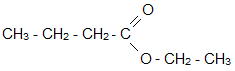 O
CH₃ - CH₂ - CH₂ - C
O - CH₂ - CH₃